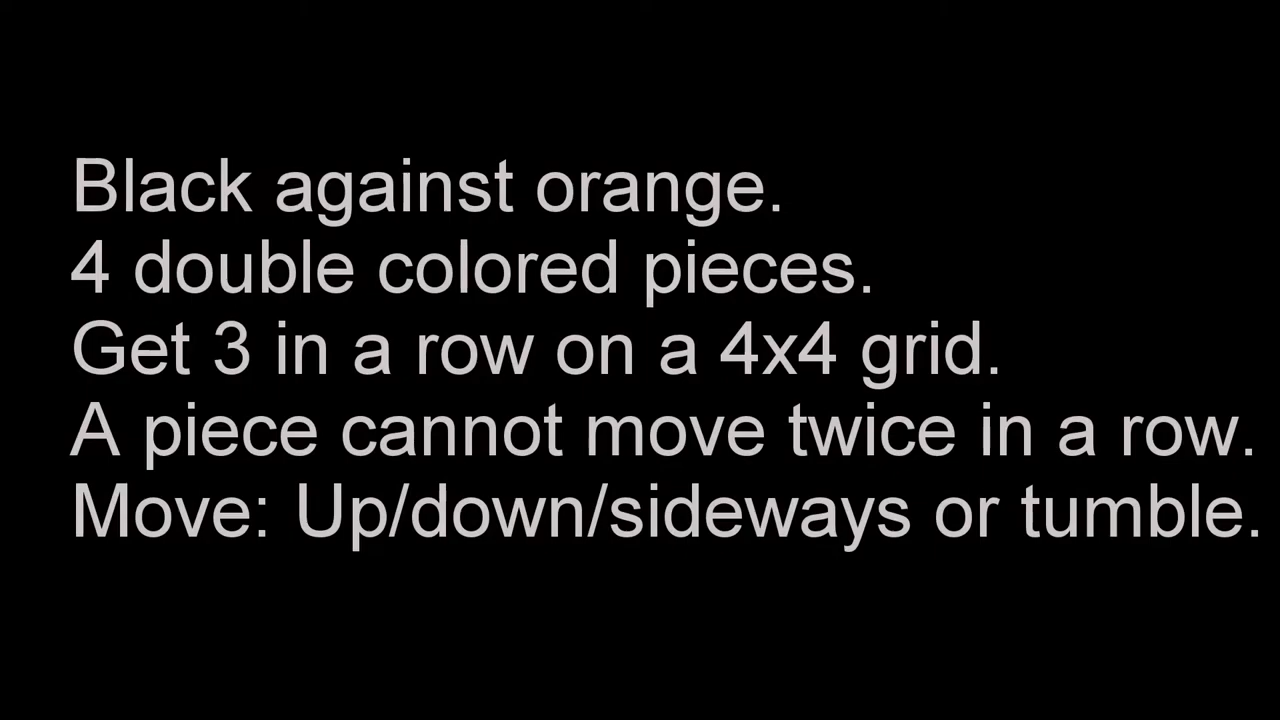 Black against orange.
4 double colored pieces.
Get 3 in a row on a 4x4 grid.
A piece cannot move twice in a row.
Move: Up/down/sideways or tumble.